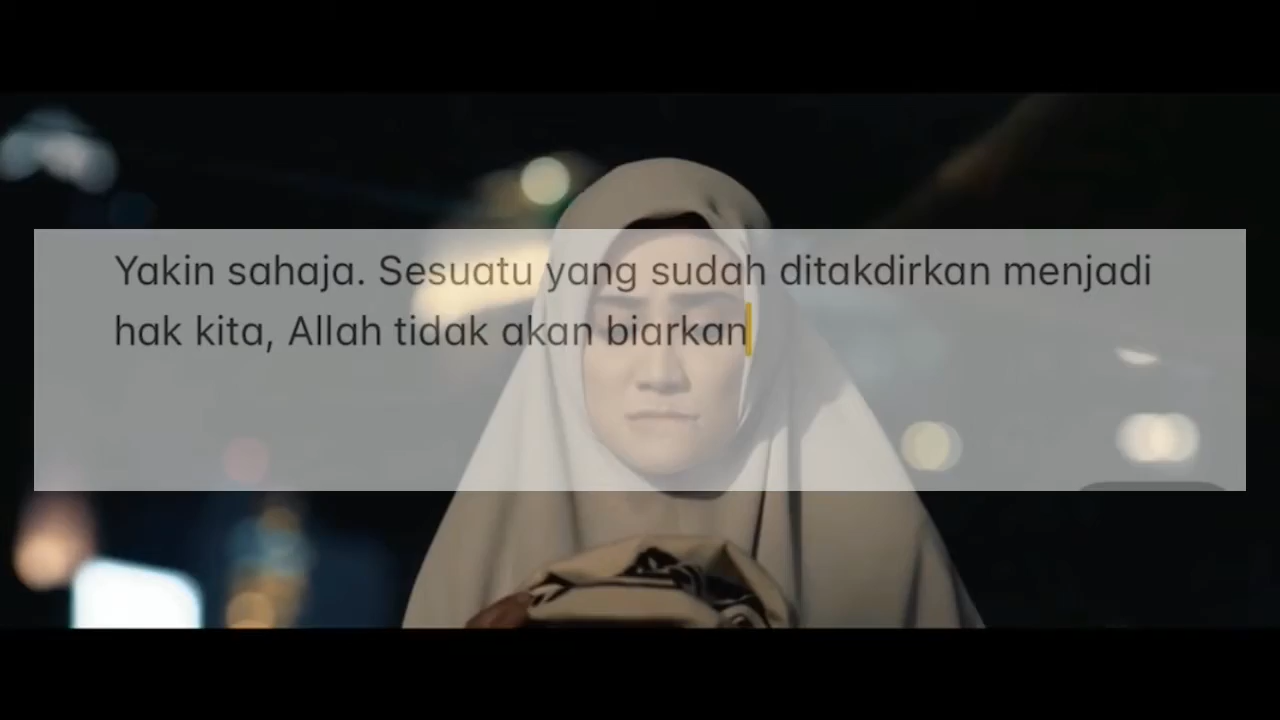 Yakin sahaja. Sesuatu yang sudah ditakdirkan menjadi
hak kita, Allah tidak akan biarkan